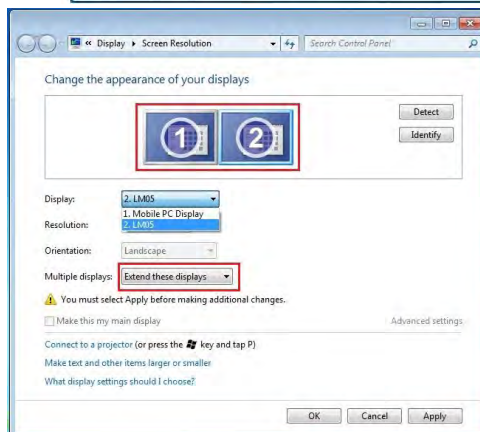 « Display ▸ Screen Resolution
Search Control Panel
Change the appearance of your displays
1
2
Detect
Identify
Display:
2. LM05
1. Mobile PC Display
2. LM05
Resolution:
Orientation:
Landscape
Multiple displays:
Extend these displays
You must select Apply before making additional changes.
Make this my main display
Advanced settings
Connect to a projector (or press the key and tap P)
Make text and other items larger or smaller
What display settings should I choose?
OK
Cancel
Apply